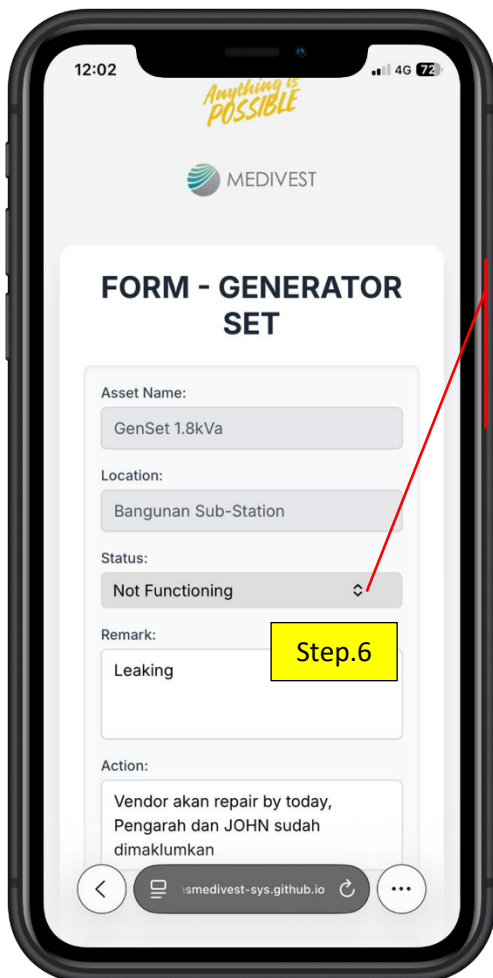 12:02
4G 72
Anything is
POSSIBLE
MEDIVEST
FORM - GENERATOR
SET
Asset Name:
GenSet 1.8kVa
Location:
Bangunan Sub-Station
Status:
Not Functioning
Remark:
Step.6
Leaking
Action:
Vendor akan repair by today,
Pengarah dan JOHN sudah
dimaklumkan
smedivest-sys.github.io